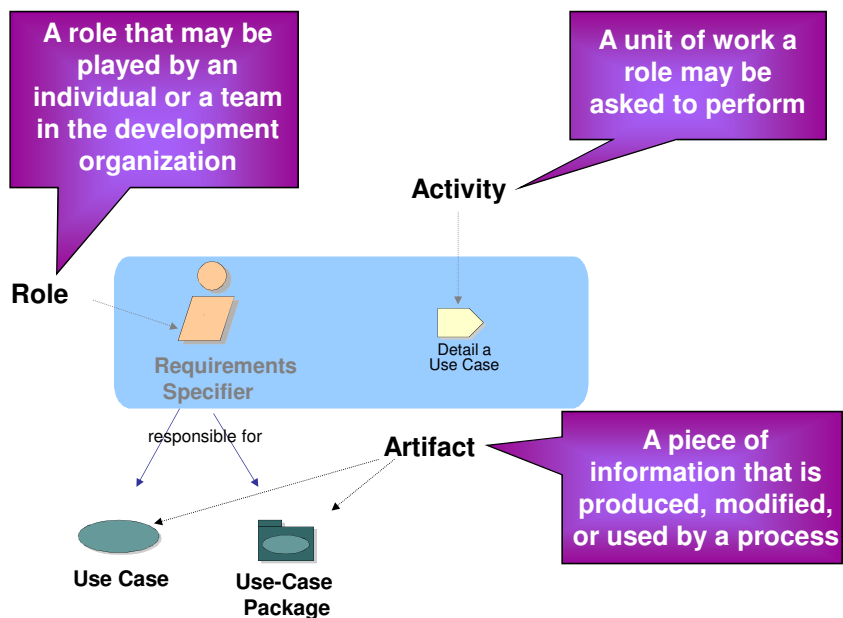 A role that may be
played by an
individual or a team
in the development
organization
A unit of work a
role may be
asked to perform
Activity
Role
Requirements
Specifier
Detail a
Use Case
responsible for
Artifact
A piece of
information that is
produced, modified,
or used by a process
Use Case
Use-Case
Package